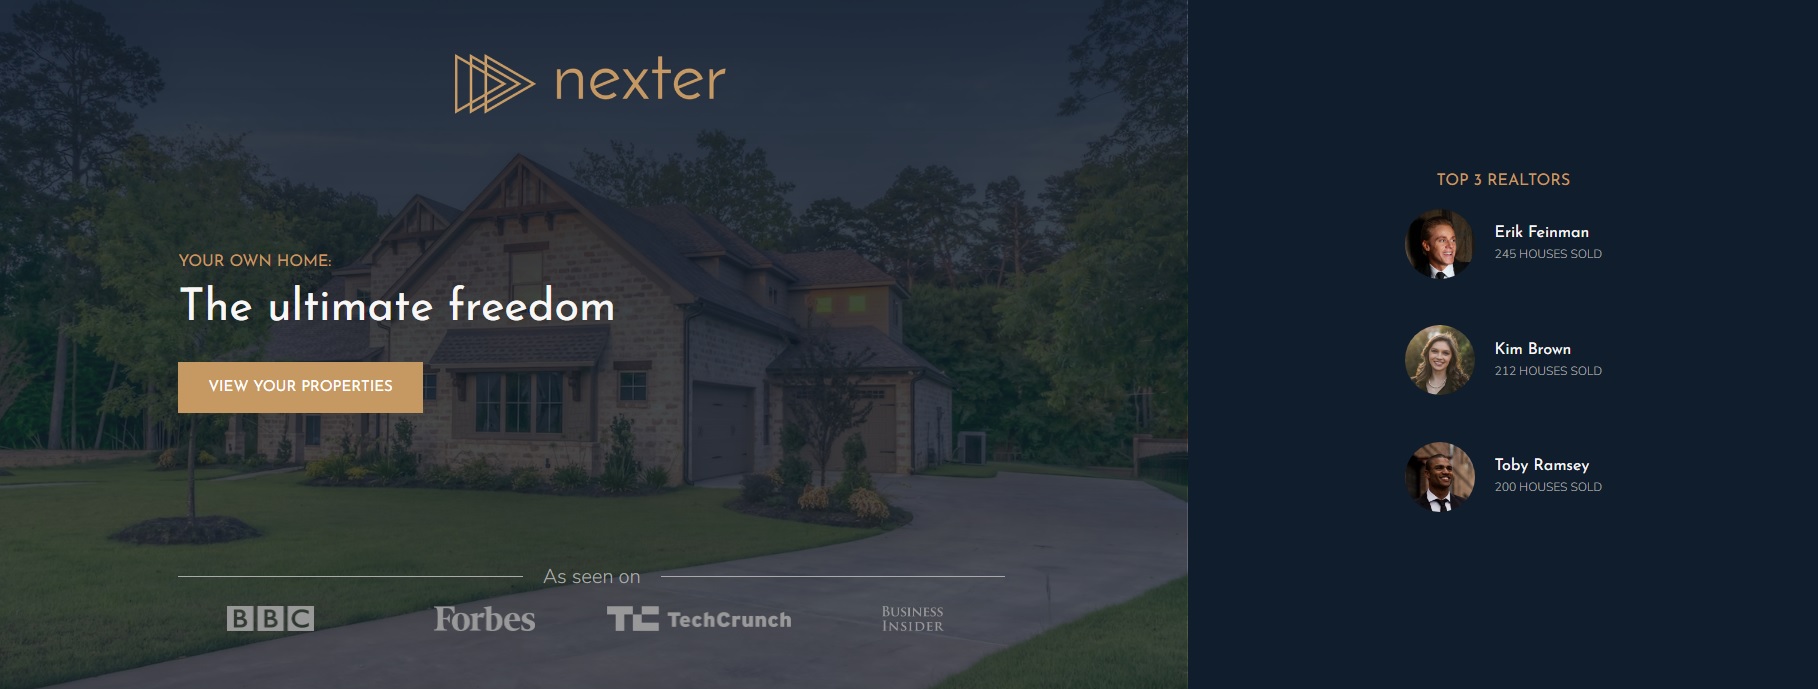 nexter
YOUR OWN HOME:
The ultimate freedom
VIEW YOUR PROPERTIES
As seen on
BBC
Forbes
TC TechCrunch
BUSINESS
INSIDER
TOP 3 REALTORS
Erik Feinman
245 HOUSES SOLD
Kim Brown
212 HOUSES SOLD
Toby Ramsey
200 HOUSES SOLD